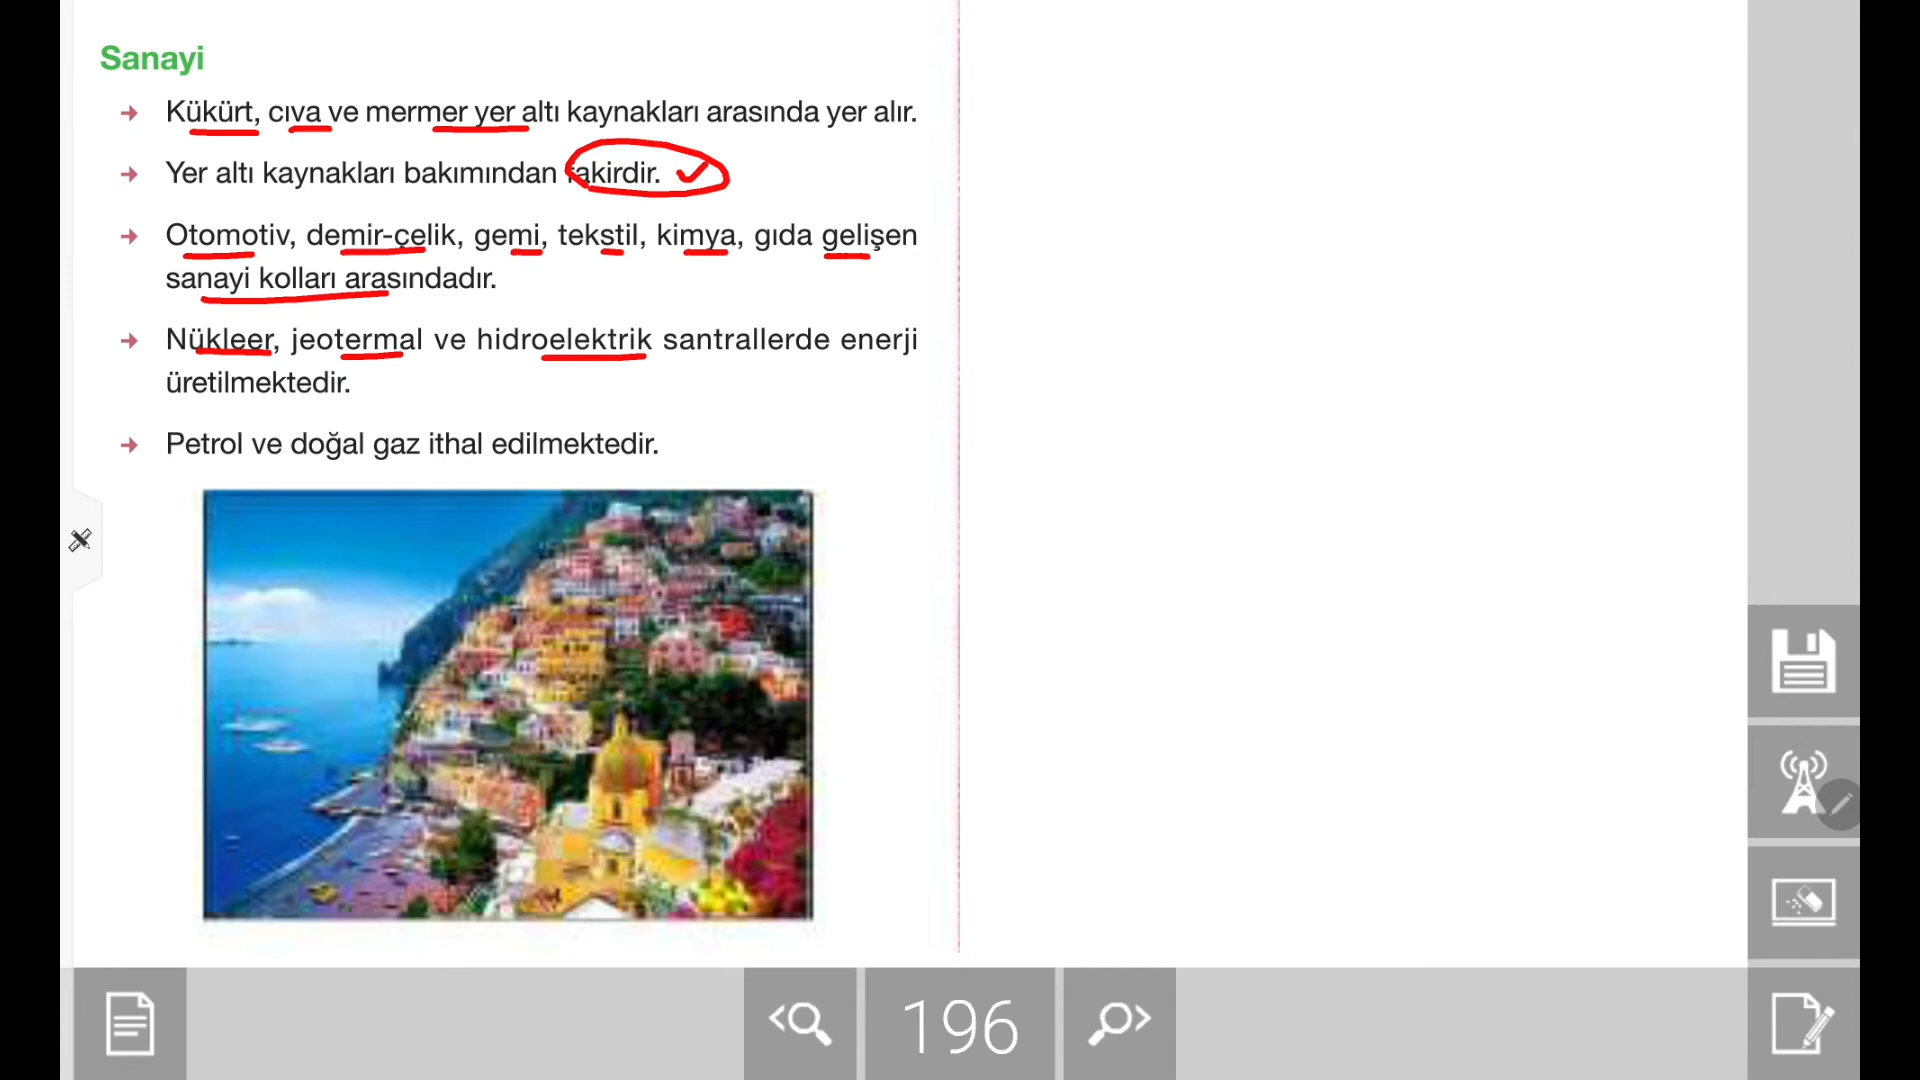 Sanayi
Kükürt, cıva ve mermer yer altı kaynakları arasında yer alır.
Yer altı kaynakları bakımından fakirdir.
Otomotiv, demir-çelik, gemi, tekstil, kimya, gıda gelişen
sanayi kolları arasındadır.
Nükleer, jeotermal ve hidroelektrik santrallerde enerji
üretilmektedir.
Petrol ve doğal gaz ithal edilmektedir.
196